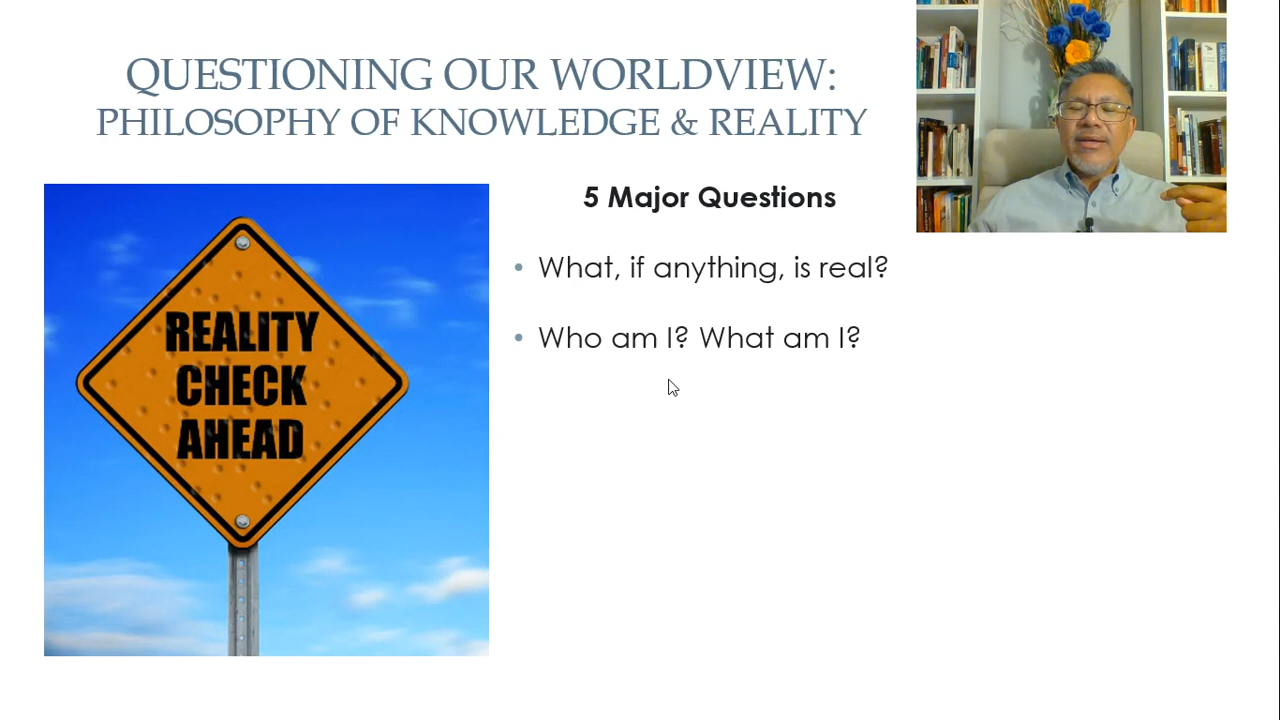 QUESTIONING OUR WORLDVIEW:
PHILOSOPHY OF KNOWLEDGE & REALITY
5 Major Questions
• What, if anything, is real?
• Who am I? What am I?
REALITY
CHECK
AHEAD